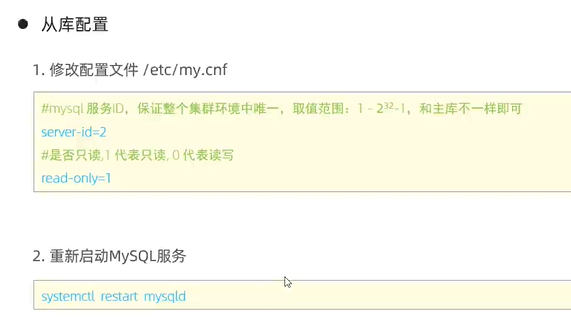 ● 从库配置
1. 修改配置文件 /etc/my.cnf
#mysql 服务ID，保证整个集群环境中唯一，取值范围：1 – 2³²-1，和主库不一样即可
server-id=2
#是否只读,1 代表只读, 0 代表读写
read-only=1
2. 重新启动MySQL服务
systemctl restart mysqld